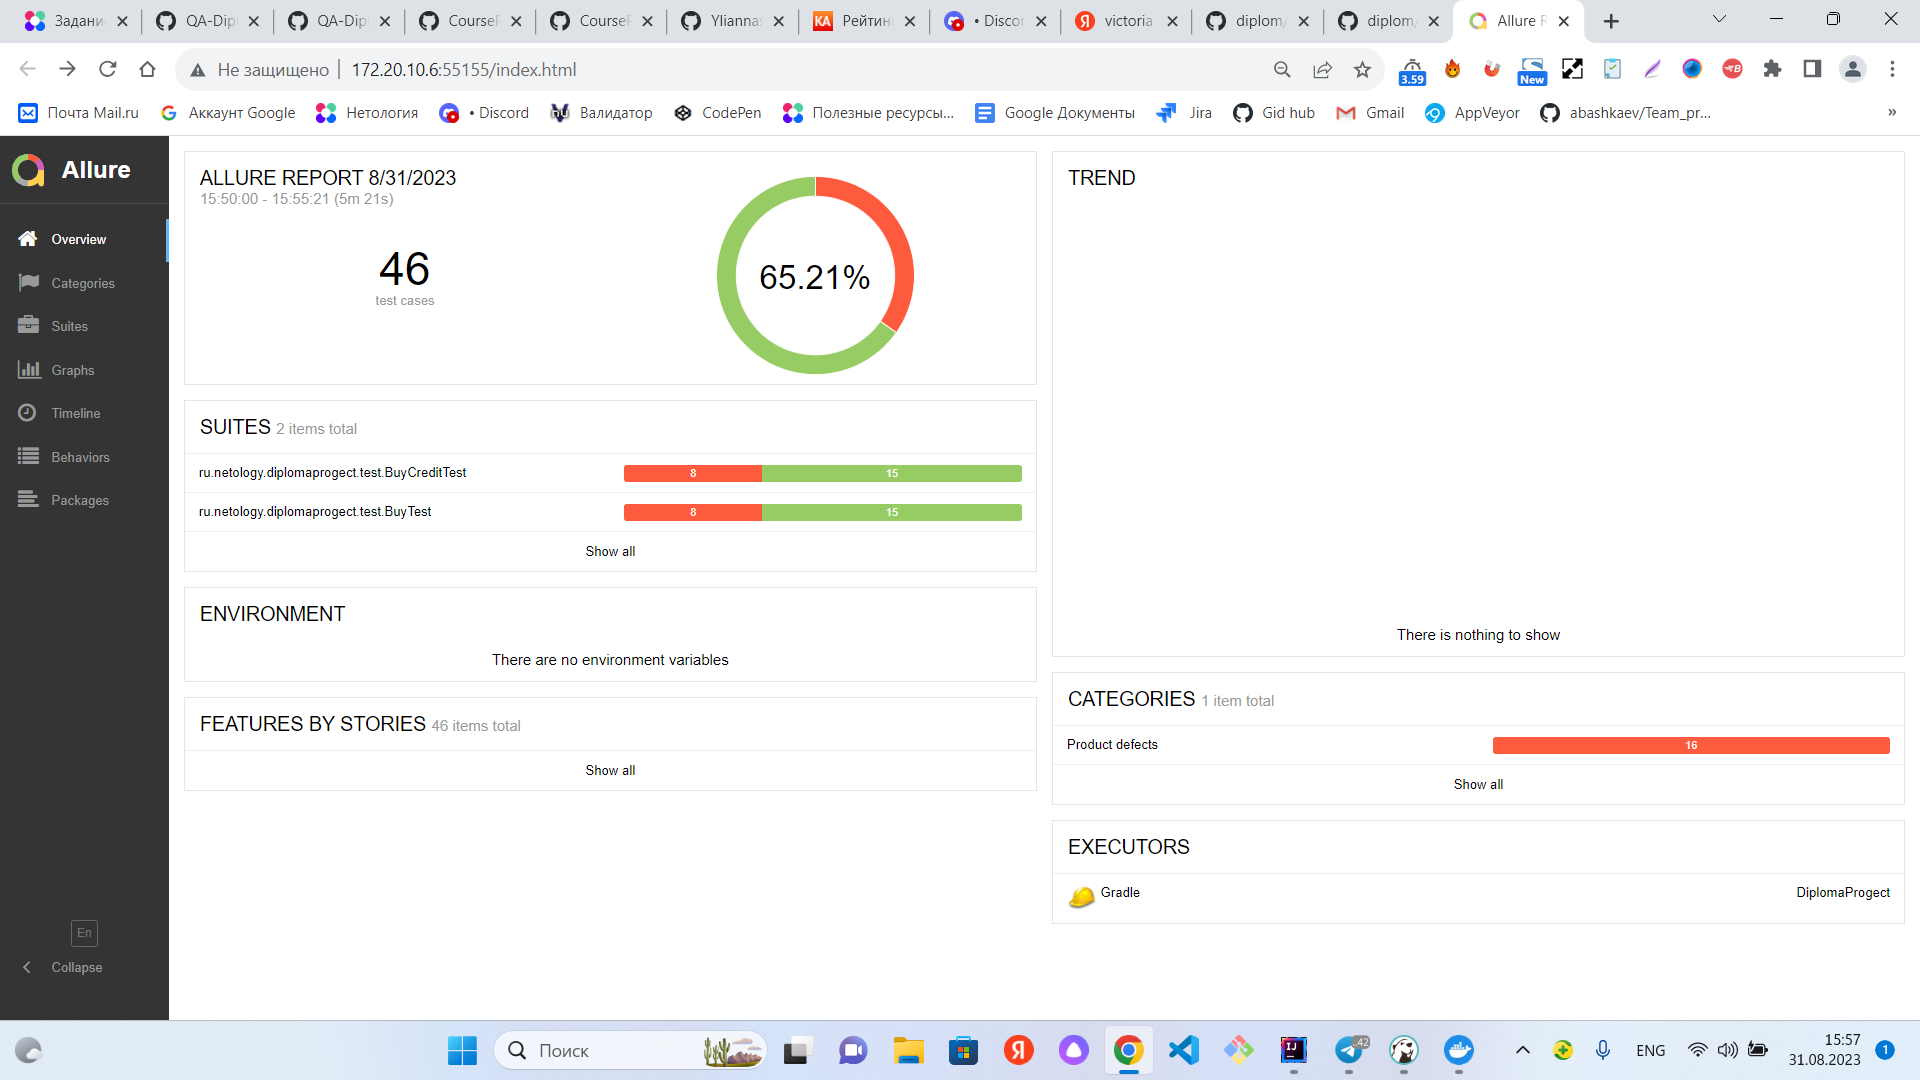 Задани
QA-Dip
QA-Dip
CourseP
CourseP
Yliannas
КА
Рейтин
• Discor
Я
victoria
diplom/
diplom/
Allure R
Не защищено
172.20.10.6:55155/index.html
3.59
New
Почта Mail.ru
Аккаунт Google
Нетология
• Discord
Валидатор
CodePen
Полезные ресурсы...
Google Документы
Jira
Gid hub
Gmail
AppVeyor
abashkaev/Team_pr...
»
Allure
Overview
Categories
Suites
Graphs
Timeline
Behaviors
Packages
En
Collapse
ALLURE REPORT 8/31/2023
15:50:00 - 15:55:21 (5m 21s)
46
test cases
65.21%
SUITES 2 items total
ru.netology.diplomaprogect.test.BuyCreditTest
8
15
ru.netology.diplomaprogect.test.BuyTest
8
15
Show all
ENVIRONMENT
There are no environment variables
FEATURES BY STORIES 46 items total
Show all
TREND
There is nothing to show
CATEGORIES 1 item total
Product defects
16
Show all
EXECUTORS
Gradle
DiplomaProgect
Поиск
Я
IJ
42
ENG
15:57
31.08.2023
1